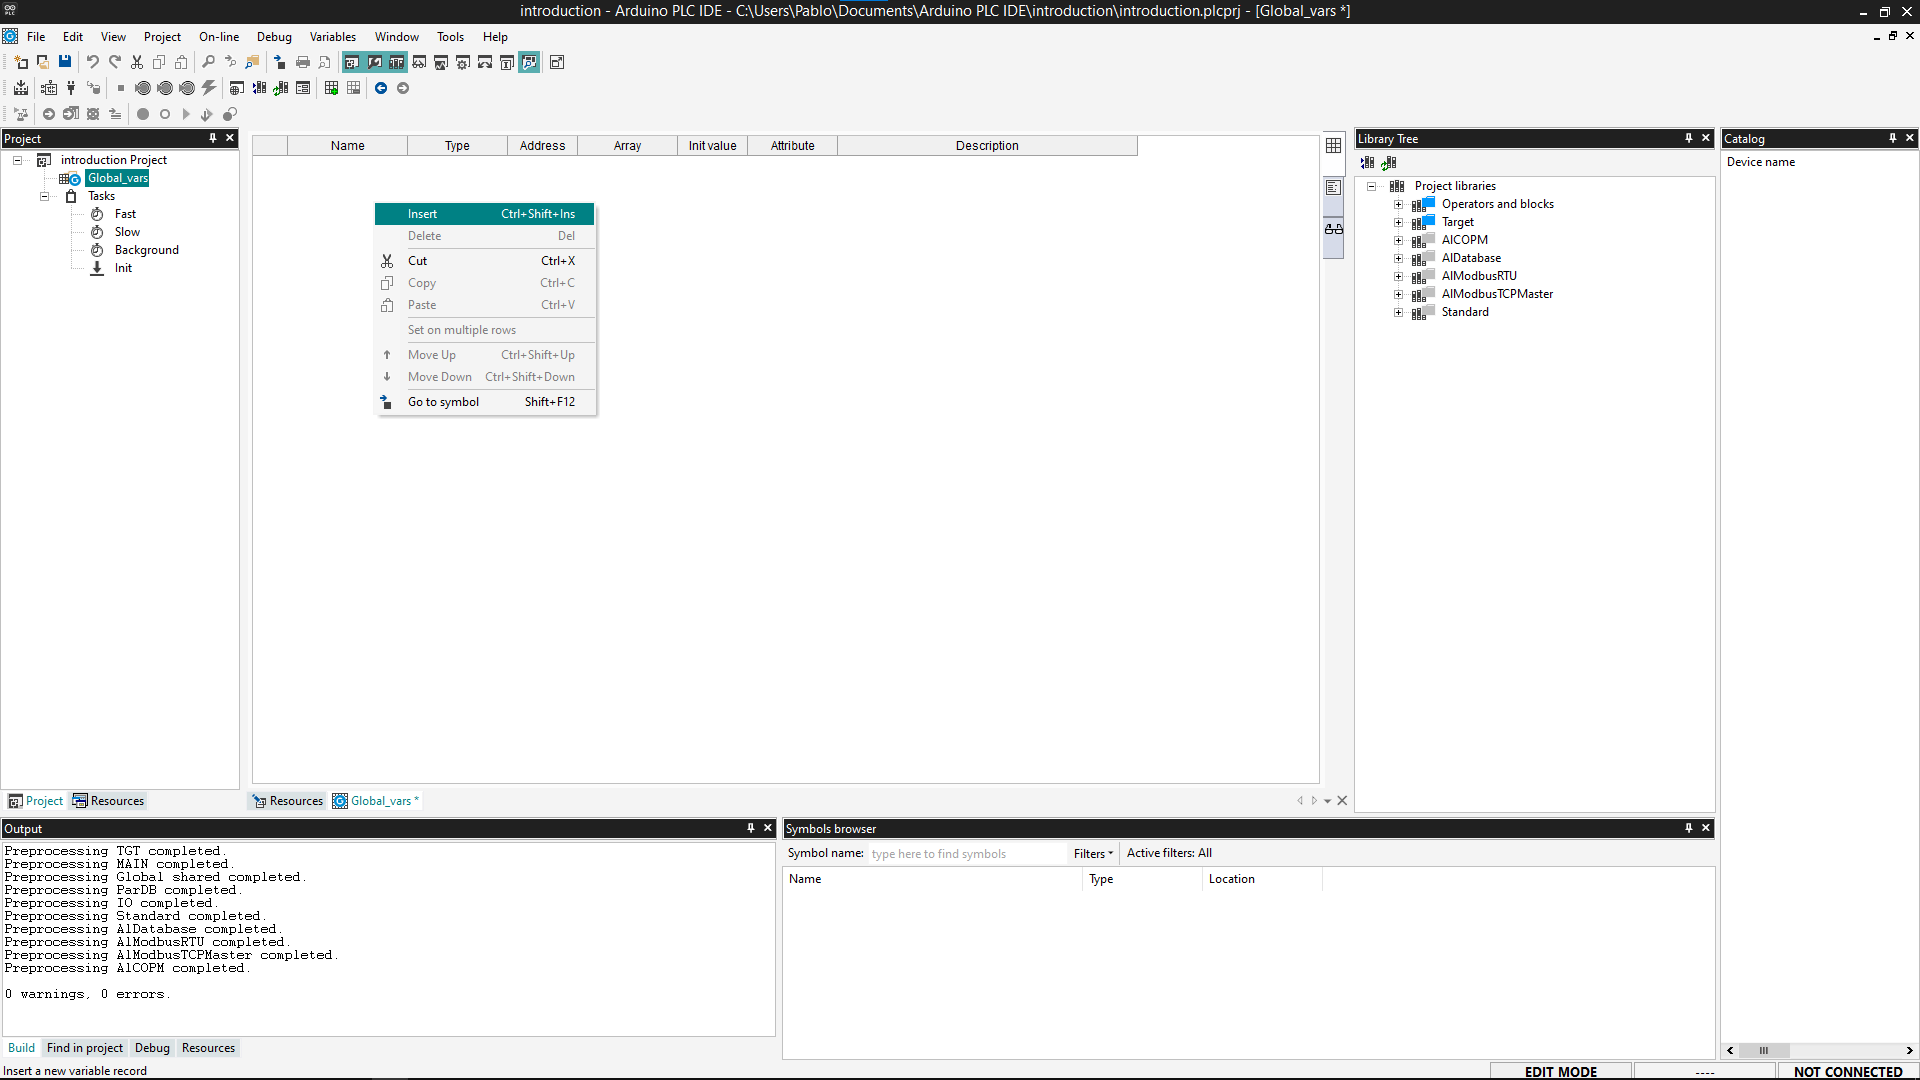 introduction - Arduino PLC IDE - C:\Users\Pablo\Documents\Arduino PLC IDE\introduction\introduction.plcprj - [Global_vars *]
File Edit View Project On-line Debug Variables Window Tools Help
Project
introduction Project
Global_vars
Tasks
Fast
Slow
Background
Init
Project Resources
Name Type Address Array Init value Attribute Description
Insert Ctrl+Shift+Ins
Delete Del
Cut Ctrl+X
Copy Ctrl+C
Paste Ctrl+V
Set on multiple rows
Move Up Ctrl+Shift+Up
Move Down Ctrl+Shift+Down
Go to symbol Shift+F12
Resources Global_vars *
Library Tree
Project libraries
Operators and blocks
Target
AlCOPM
AlDatabase
AlModbusRTU
AlModbusTCPMaster
Standard
Catalog
Device name
Output
Preprocessing TGT completed.
Preprocessing MAIN completed.
Preprocessing Global shared completed.
Preprocessing ParDB completed.
Preprocessing IO completed.
Preprocessing Standard completed.
Preprocessing AlDatabase completed.
Preprocessing AlModbusRTU completed.
Preprocessing AlModbusTCPMaster completed.
Preprocessing AlCOPM completed.
0 warnings, 0 errors.
Build Find in project Debug Resources
Symbols browser
Symbol name: type here to find symbols Filters Active filters: All
Name Type Location
Insert a new variable record
EDIT MODE ---- NOT CONNECTED